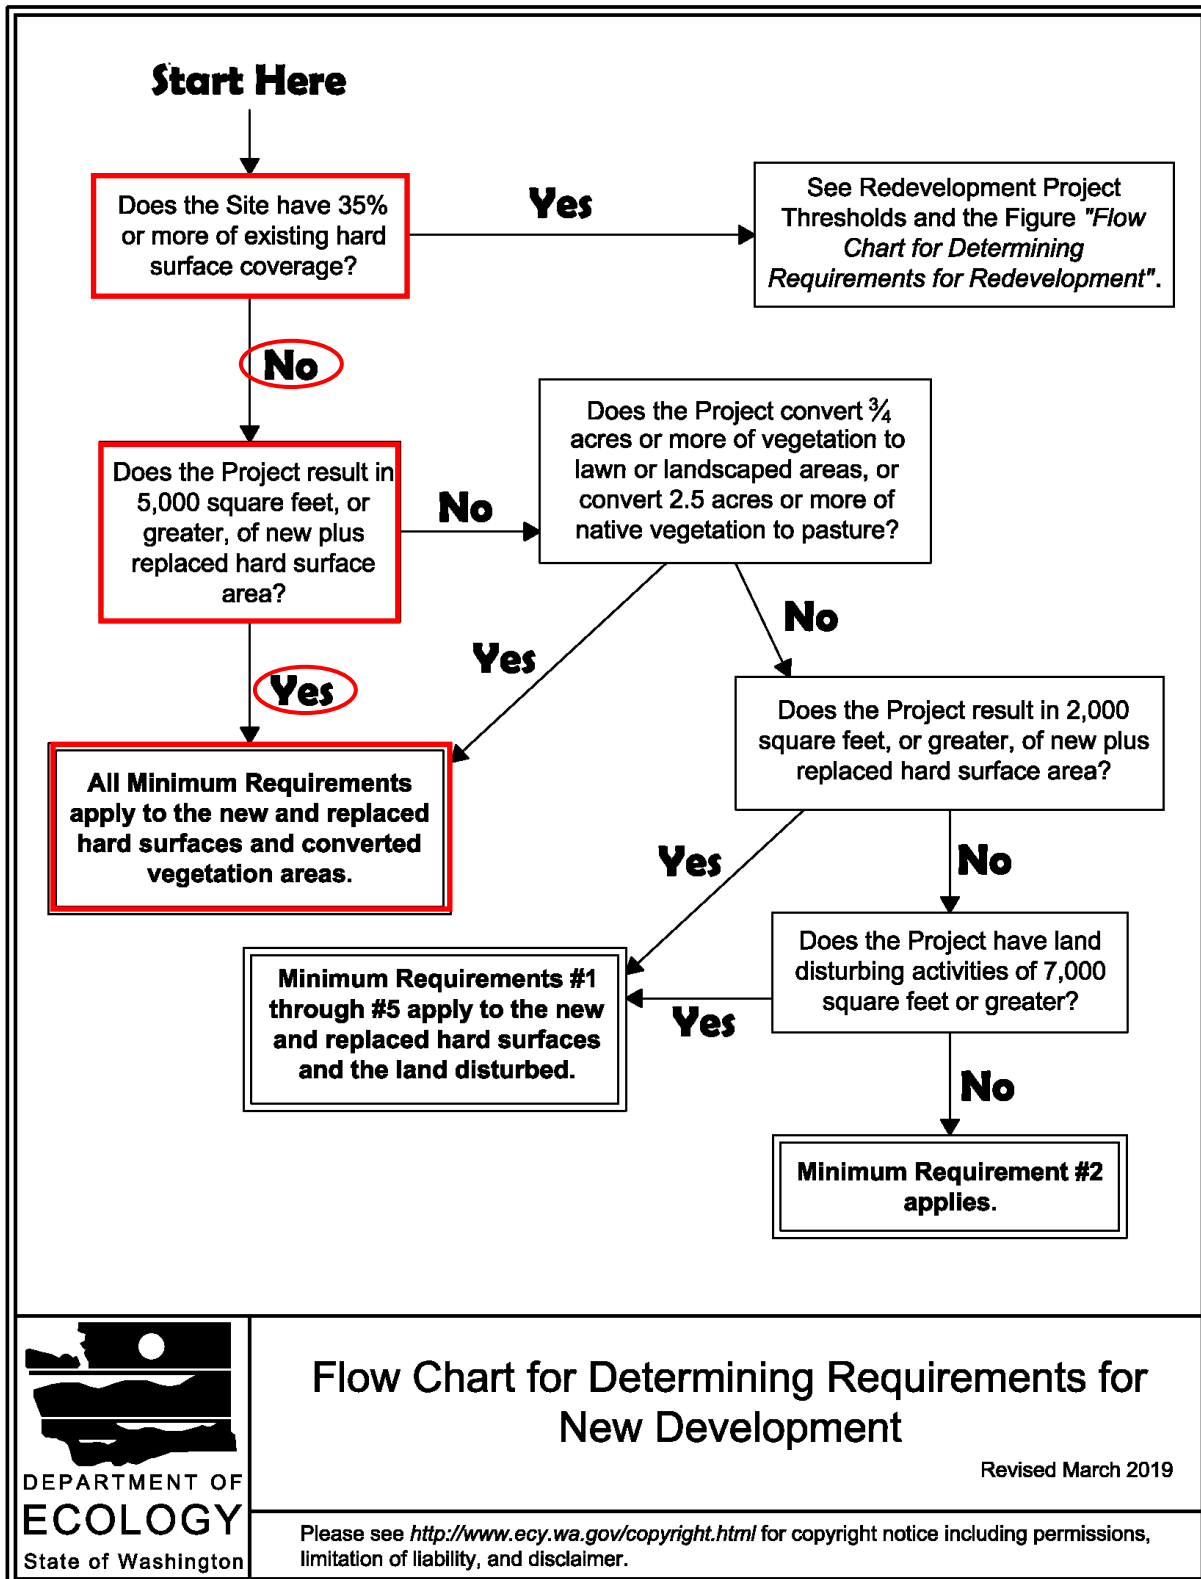 Start Here
Does the Site have 35%
or more of existing hard
surface coverage?
Yes
See Redevelopment Project
Thresholds and the Figure "Flow
Chart for Determining
Requirements for Redevelopment".
No
Does the Project result in
5,000 square feet, or
greater, of new plus
replaced hard surface
area?
No
Does the Project convert ¾
acres or more of vegetation to
lawn or landscaped areas, or
convert 2.5 acres or more of
native vegetation to pasture?
Yes
Yes
No
All Minimum Requirements
apply to the new and replaced
hard surfaces and converted
vegetation areas.
Does the Project result in 2,000
square feet, or greater, of new plus
replaced hard surface area?
Yes
No
Minimum Requirements #1
through #5 apply to the new
and replaced hard surfaces
and the land disturbed.
Yes
Does the Project have land
disturbing activities of 7,000
square feet or greater?
No
Minimum Requirement #2
applies.
DEPARTMENT OF
ECOLOGY
State of Washington
Flow Chart for Determining Requirements for
New Development
Revised March 2019
Please see http://www.ecy.wa.gov/copyright.html for copyright notice including permissions,
limitation of liability, and disclaimer.